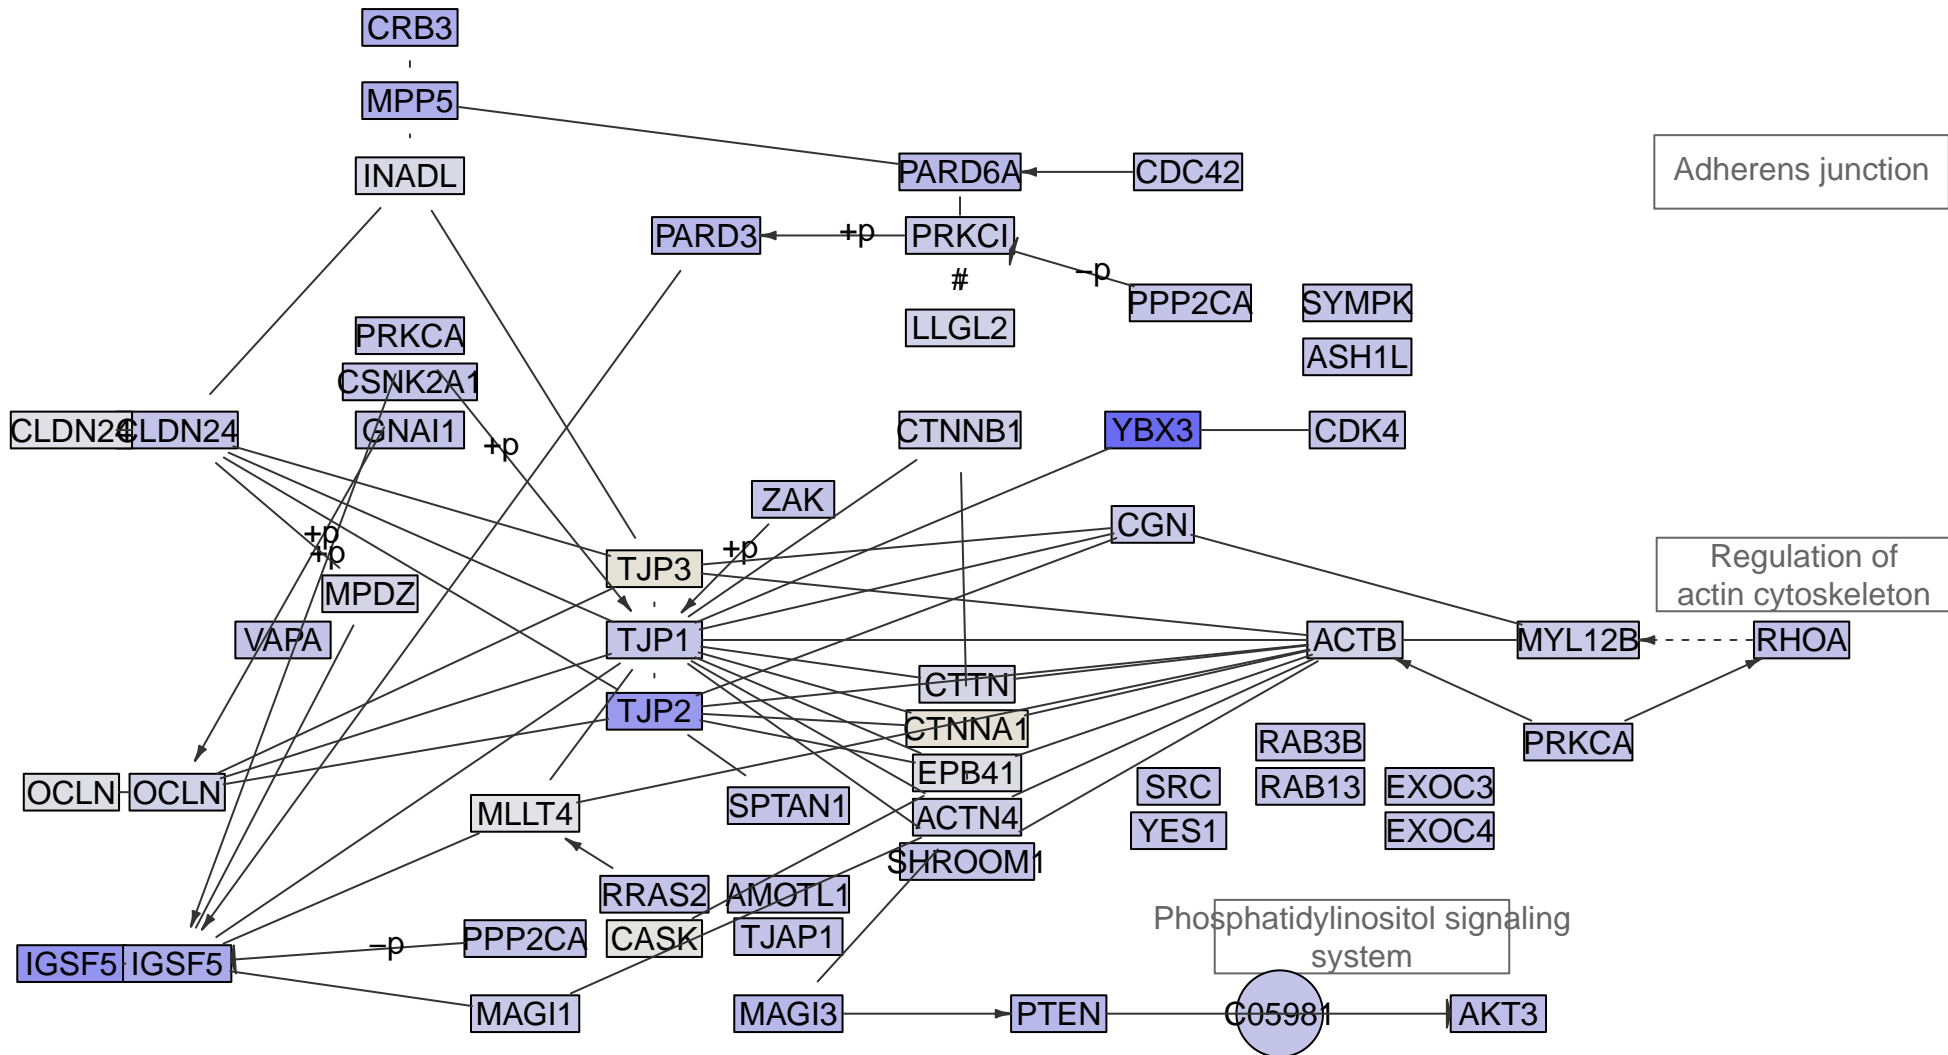 CRB3
MPP5
INADL
PARD6A
CDC42
Adherens junction
PARD3
+p
PRKCI
#
−p
PPP2CA
SYMPK
LLGL2
PRKCA
ASH1L
CSNK2A1
CLDN24
CLDN24
GNAI1
+p
CTNNB1
YBX3
CDK4
ZAK
CGN
+p
+p
+p
TJP3
MPDZ
Regulation of
actin cytoskeleton
VAPA
TJP1
ACTB
MYL12B
RHOA
CTTN
TJP2
CTNNA1
RAB3B
PRKCA
EPB41
OCLN
OCLN
SRC
RAB13
EXOC3
MLLT4
SPTAN1
ACTN4
YES1
EXOC4
SHROOM1
RRAS2
AMOTL1
Phosphatidylinositol signaling
system
−p
PPP2CA
CASK
TJAP1
IGSF5
IGSF5
MAGI1
MAGI3
PTEN
C05981
AKT3